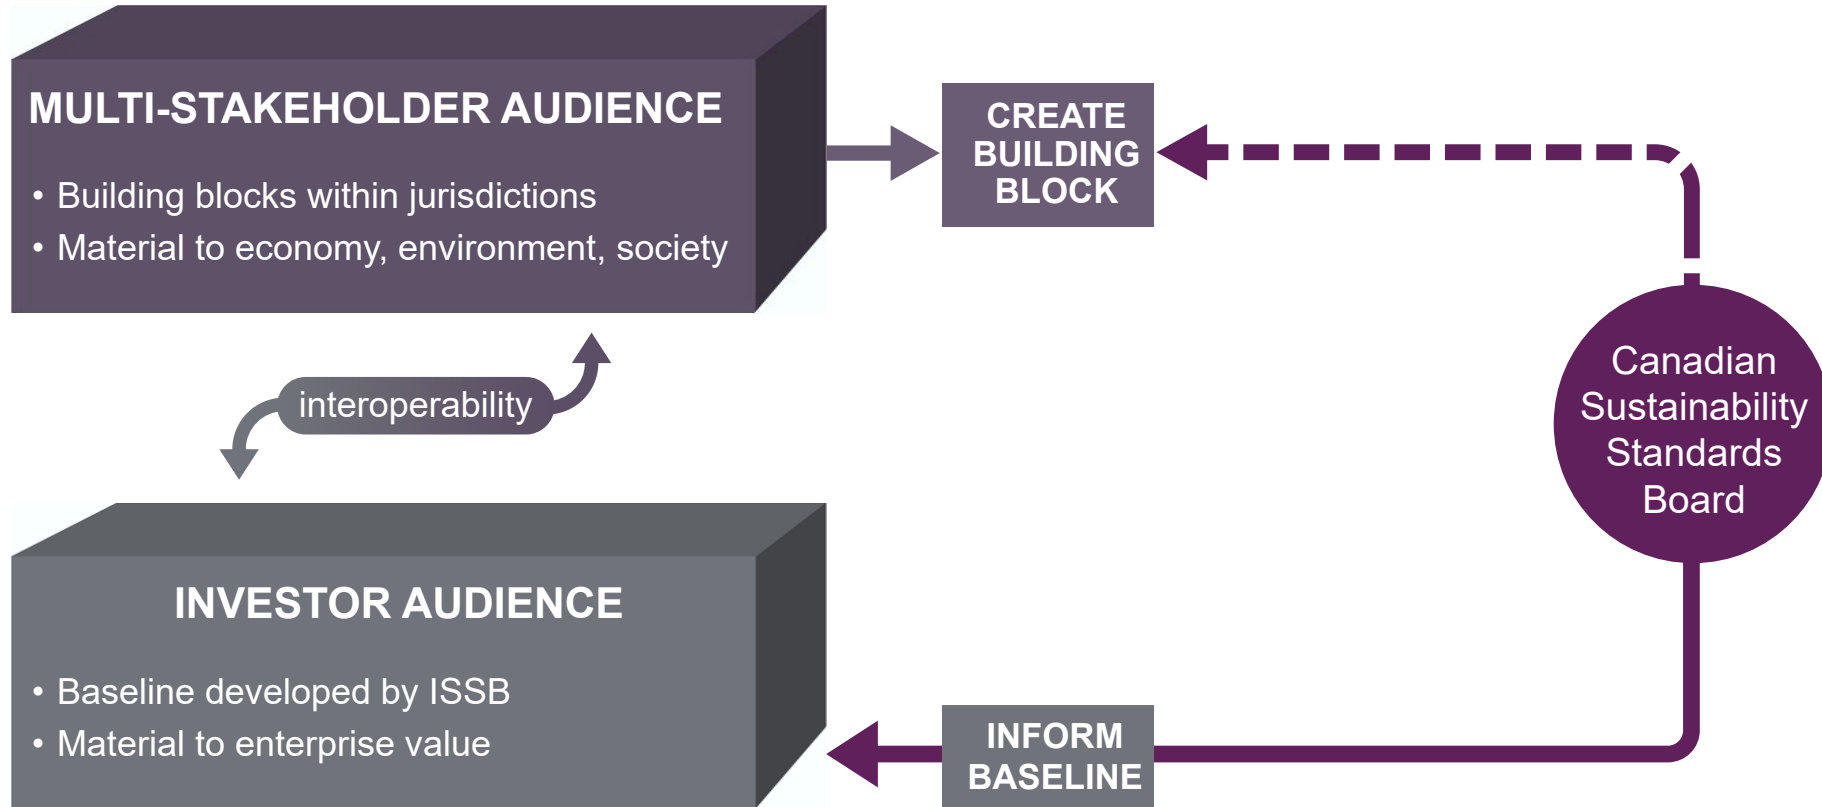 MULTI-STAKEHOLDER AUDIENCE
• Building blocks within jurisdictions
• Material to economy, environment, society
CREATE
BUILDING
BLOCK
interoperability
Canadian
Sustainability
Standards
Board
INVESTOR AUDIENCE
• Baseline developed by ISSB
• Material to enterprise value
INFORM
BASELINE